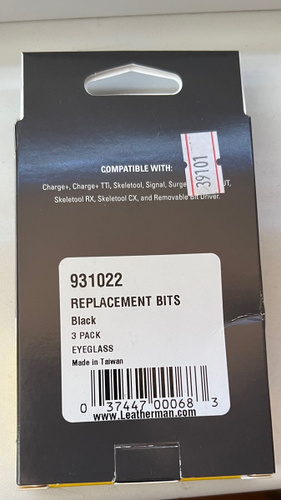 COMPATIBLE WITH:
39101
Charge+, Charge+ TTi, Skeletool, Signal, Surge UT,
Skeletool RX, Skeletool CX, and Removable Bit Driver.
931022
REPLACEMENT BITS
Black
3 PACK
EYEGLASS
Made in Taiwan
0 37447 00068 3
www.Leatherman.com